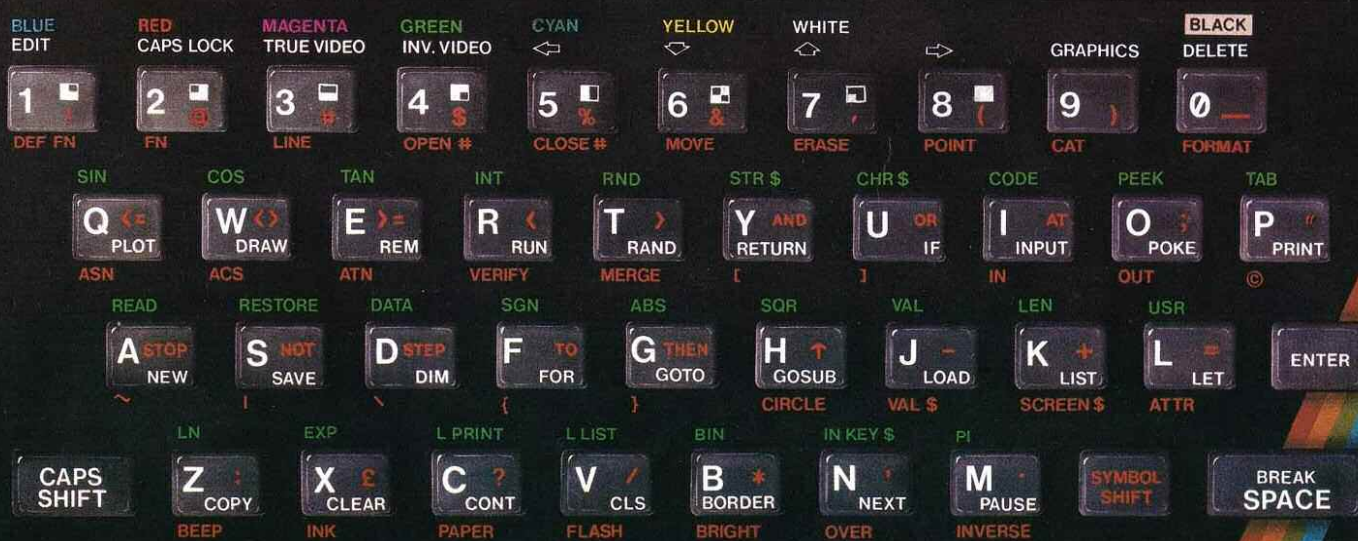 BLUE RED MAGENTA GREEN CYAN YELLOW WHITE BLACK
EDIT CAPS LOCK TRUE VIDEO INV. VIDEO ⇦ ⇩ ⇧ ⇨ GRAPHICS DELETE
1 ! 2 @ 3 # 4 $ 5 % 6 & 7 ' 8 ( 9 ) 0 _
DEF FN FN LINE OPEN # CLOSE # MOVE ERASE POINT CAT FORMAT
SIN COS TAN INT RND STR $ CHR $ CODE PEEK TAB
Q <= W <> E >= R < T > Y AND U OR I AT O ; P "
PLOT DRAW REM RUN RAND RETURN IF INPUT POKE PRINT
ASN ACS ATN VERIFY MERGE [ ] IN OUT ©
READ RESTORE DATA SGN ABS SQR VAL LEN USR
A STOP S NOT D STEP F TO G THEN H ↑ J - K + L =
NEW SAVE DIM FOR GOTO GOSUB LOAD LIST LET ENTER
~ | \ { } CIRCLE VAL $ SCREEN $ ATTR
LN EXP L PRINT L LIST BIN IN KEY $ PI
CAPS Z : X £ C ? V / B * N , M . SYMBOL BREAK
SHIFT COPY CLEAR CONT CLS BORDER NEXT PAUSE SHIFT SPACE
BEEP INK PAPER FLASH BRIGHT OVER INVERSE